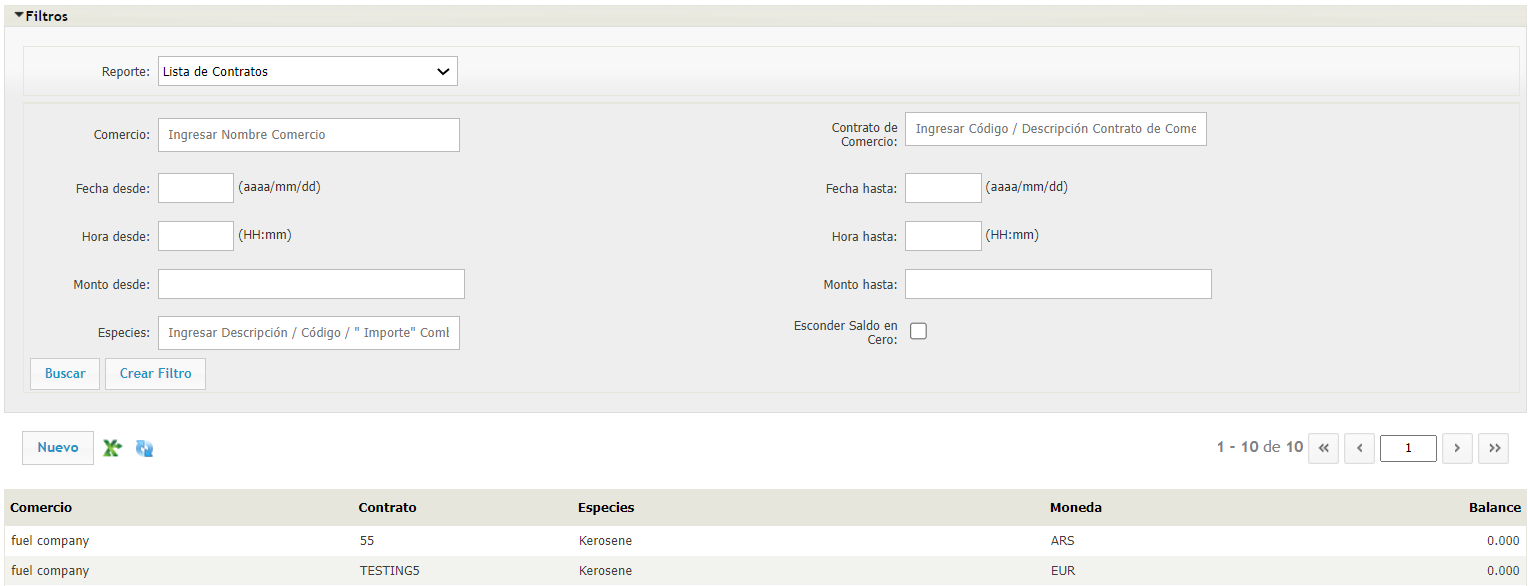 Filtros
Reporte: Lista de Contratos
Comercio: Ingresar Nombre Comercio
Contrato de Comercio: Ingresar Código / Descripción Contrato de Come
Fecha desde: (aaaa/mm/dd)
Fecha hasta: (aaaa/mm/dd)
Hora desde: (HH:mm)
Hora hasta: (HH:mm)
Monto desde:
Monto hasta:
Especies: Ingresar Descripción / Código / " Importe" Comb
Esconder Saldo en Cero:
Buscar Crear Filtro
Nuevo 1 - 10 de 10 « ‹ 1 › »
Comercio Contrato Especies Moneda Balance
fuel company 55 Kerosene ARS 0.000
fuel company TESTING5 Kerosene EUR 0.000